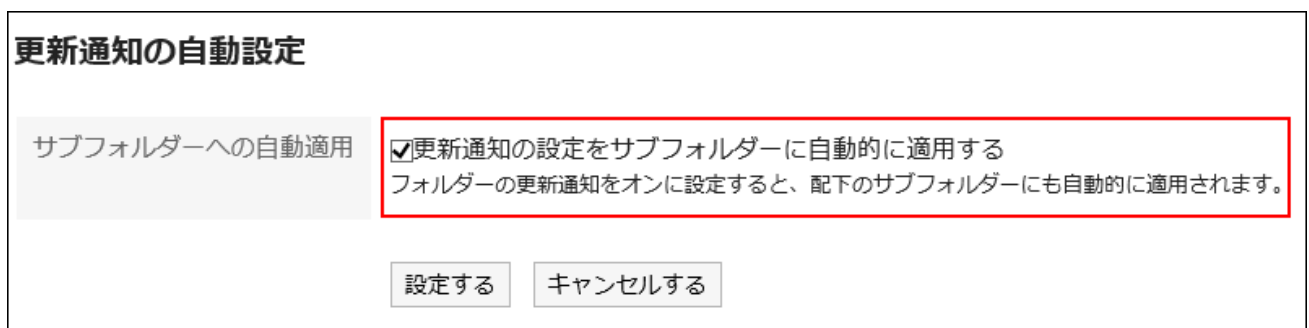 更新通知の自動設定
サブフォルダーへの自動適用
更新通知の設定をサブフォルダーに自動的に適用する
フォルダーの更新通知をオンに設定すると、配下のサブフォルダーにも自動的に適用されます。
設定する
キャンセルする